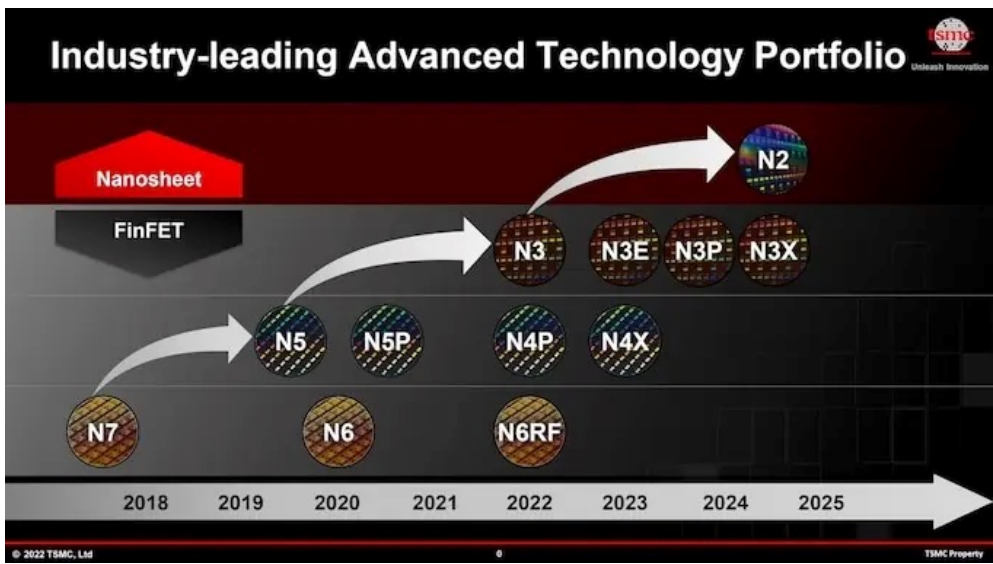 Industry-leading Advanced Technology Portfolio
tsmc
Unleash Innovation
Nanosheet
FinFET
N2
N3 N3E N3P N3X
N5 N5P N4P N4X
N7 N6 N6RF
2018 2019 2020 2021 2022 2023 2024 2025
© 2022 TSMC, Ltd 0 TSMC Property